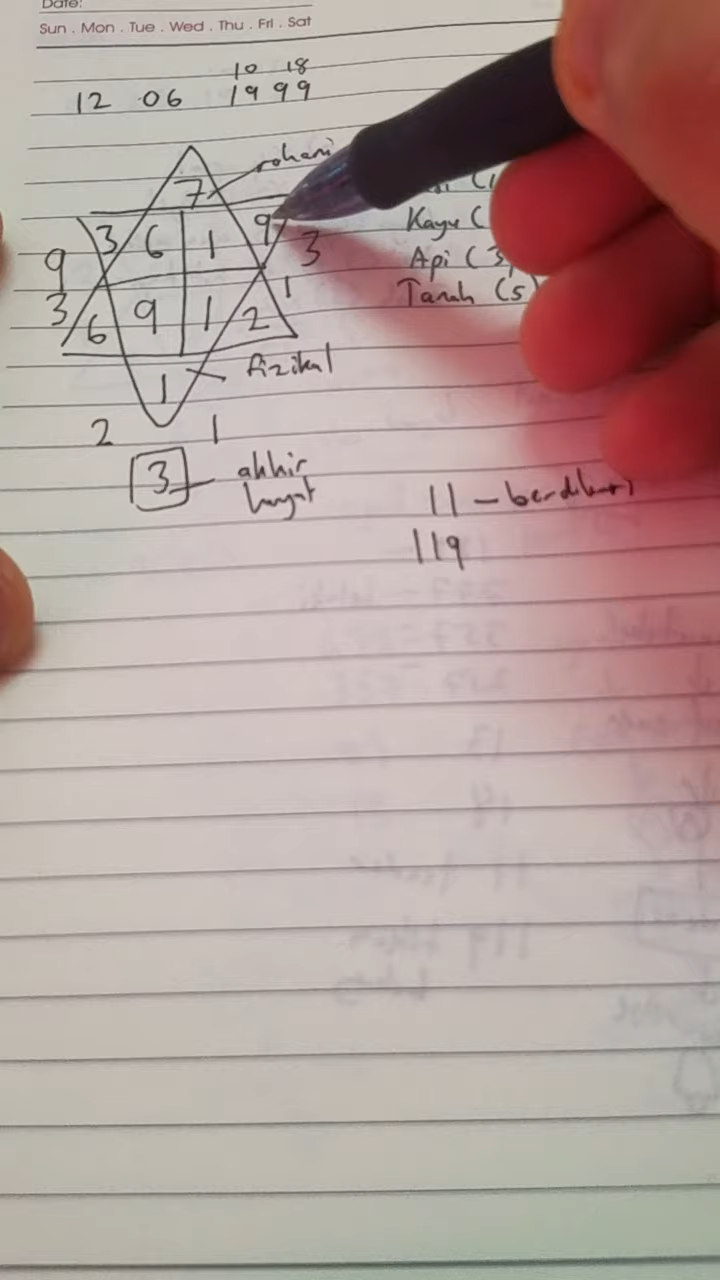 Date:
Sun . Mon . Tue . Wed . Thu . Fri . Sat
10 18
12 06 1999
rohani
7
3 6 1 9
9 3
Kayu (
Api (3)
Tanah (5)
1
3
6 9 1 2
1
fizikal
2 1
3 akhir
hayat
11 - berdikari
119